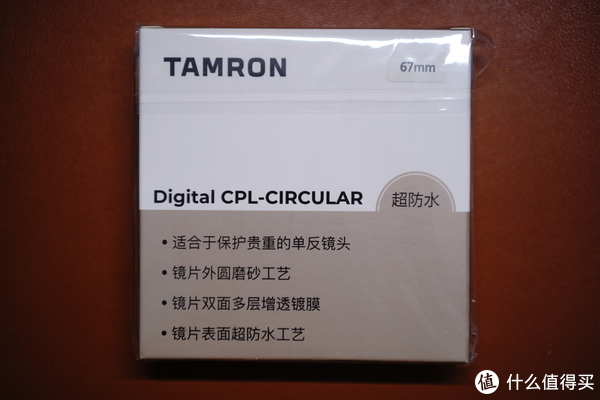 TAMRON
67mm
Digital CPL-CIRCULAR
超防水
• 适合于保护贵重的单反镜头
• 镜片外圆磨砂工艺
• 镜片双面多层增透镀膜
• 镜片表面超防水工艺
值 什么值得买